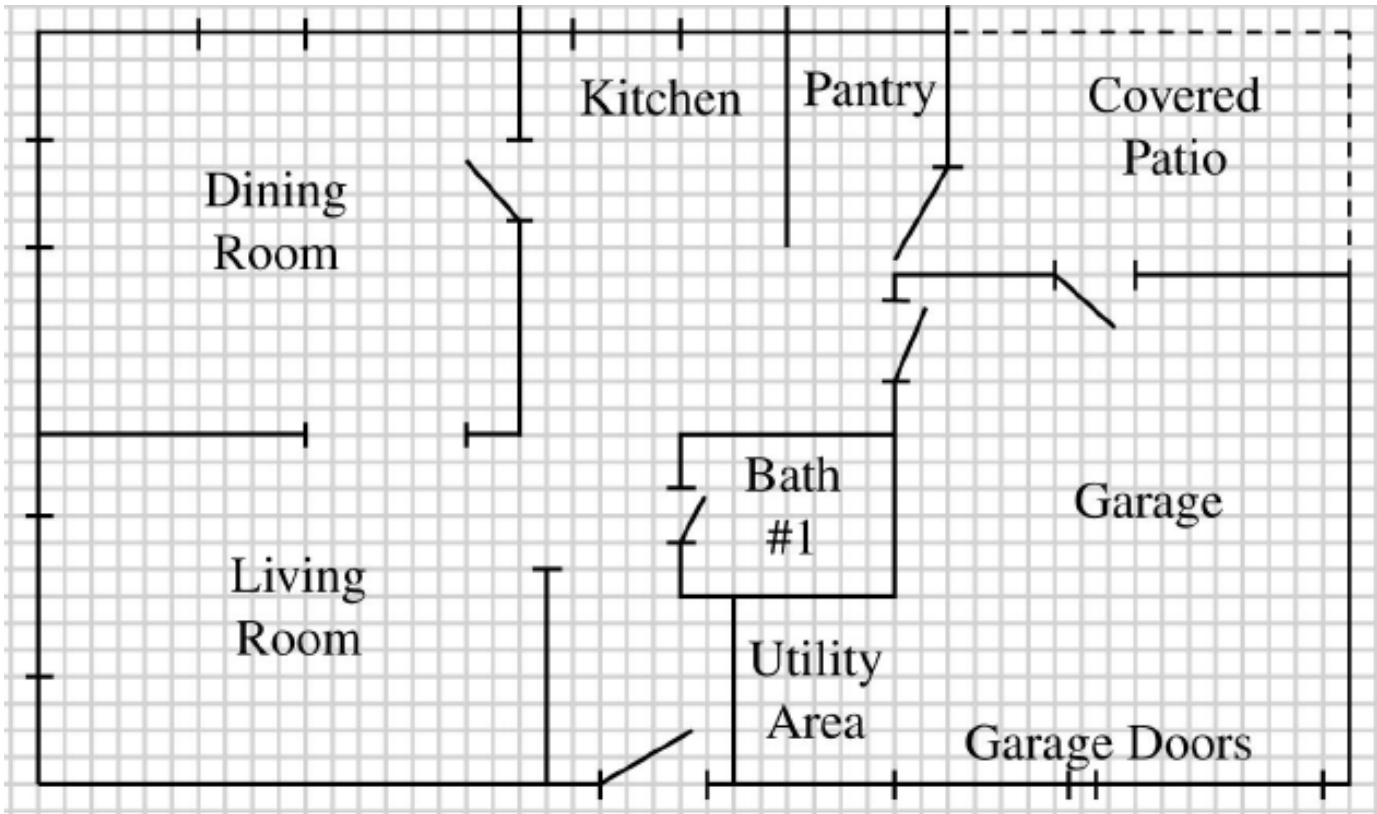 Kitchen
Pantry
Covered
Patio
Dining
Room
Bath
#1
Garage
Living
Room
Utility
Area
Garage Doors